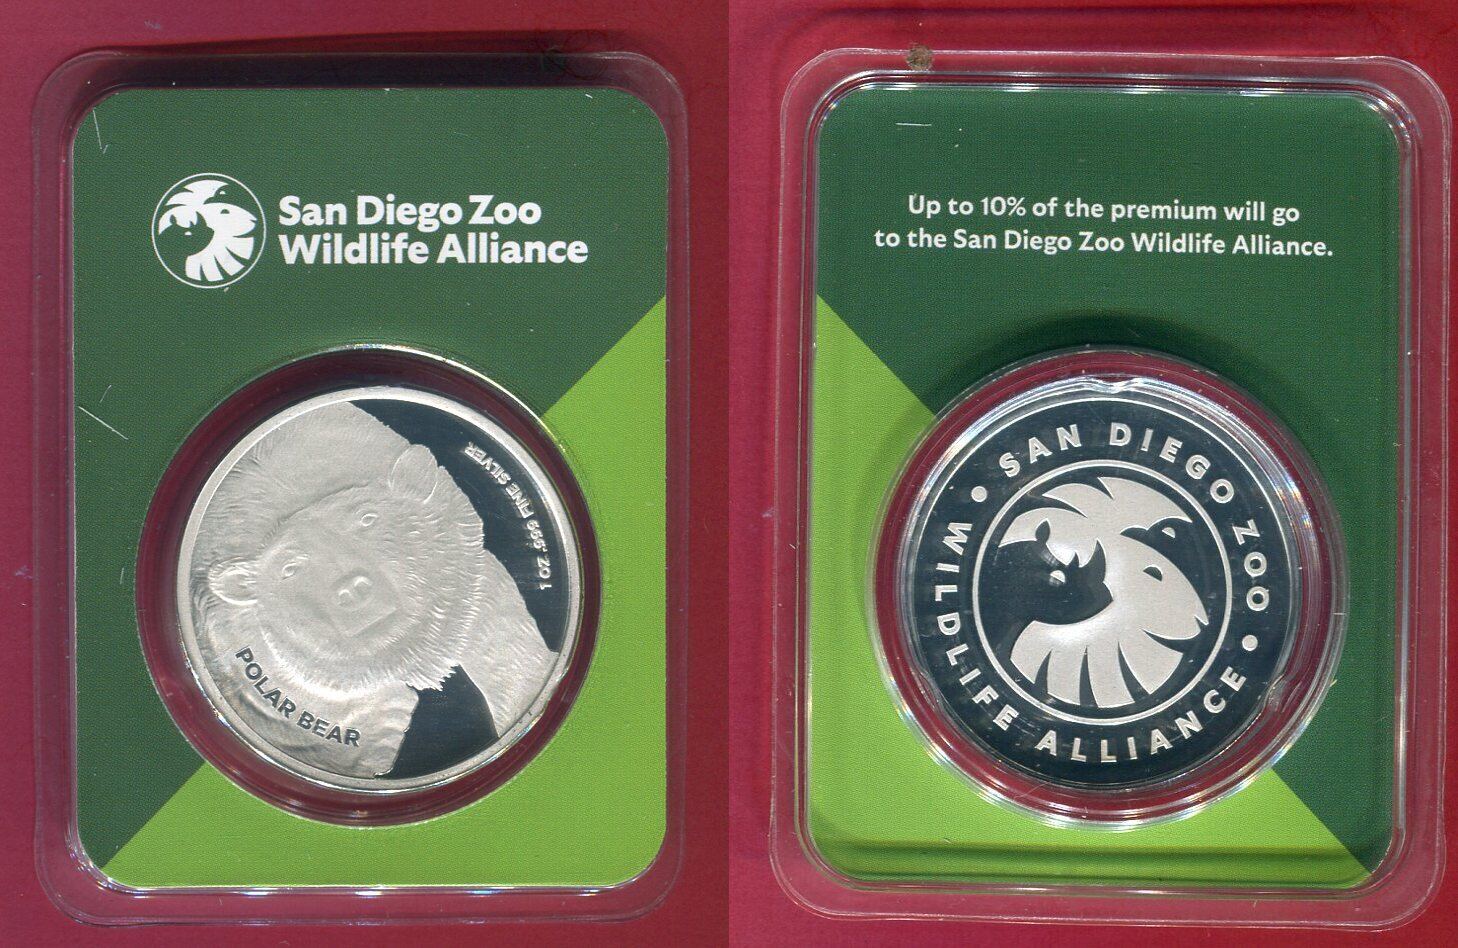 San Diego Zoo
Wildlife Alliance
1 OZ .999 FINE SILVER
POLAR BEAR
Up to 10% of the premium will go
to the San Diego Zoo Wildlife Alliance.
• SAN DIEGO ZOO •
WILDLIFE ALLIANCE